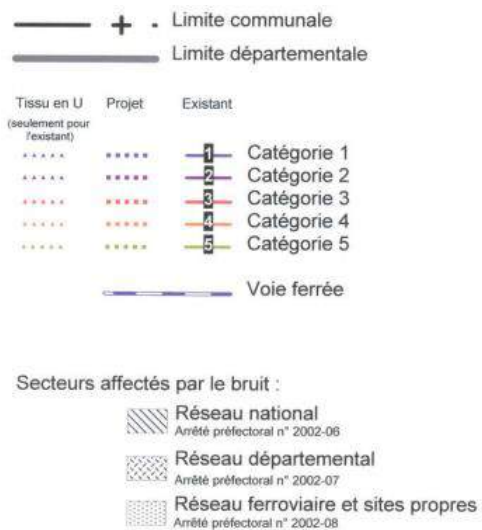 Limite communale
Limite départementale
Tissu en U Projet Existant
(seulement pour
l'existant)
1 Catégorie 1
2 Catégorie 2
3 Catégorie 3
4 Catégorie 4
5 Catégorie 5
Voie ferrée
Secteurs affectés par le bruit :
Réseau national
Arrêté préfectoral n° 2002-06
Réseau départemental
Arrêté préfectoral n° 2002-07
Réseau ferroviaire et sites propres
Arrêté préfectoral n° 2002-08